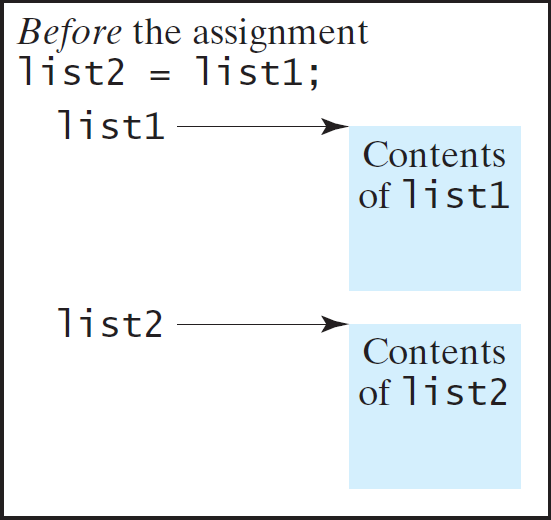 Before the assignment
list2 = list1;
list1
Contents
of list1
list2
Contents
of list2